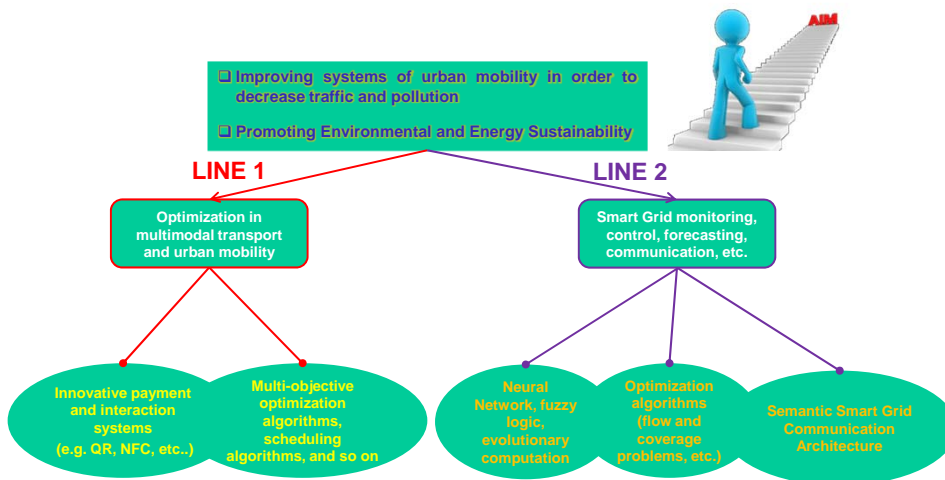 AIM
Improving systems of urban mobility in order to
decrease traffic and pollution
Promoting Environmental and Energy Sustainability
LINE 1
LINE 2
Optimization in
multimodal transport
and urban mobility
Smart Grid monitoring,
control, forecasting,
communication, etc.
Innovative payment
and interaction
systems
(e.g. QR, NFC, etc..)
Multi-objective
optimization
algorithms,
scheduling
algorithms, and so on
Neural
Network, fuzzy
logic,
evolutionary
computation
Optimization
algorithms
(flow and
coverage
problems, etc.)
Semantic Smart Grid
Communication
Architecture